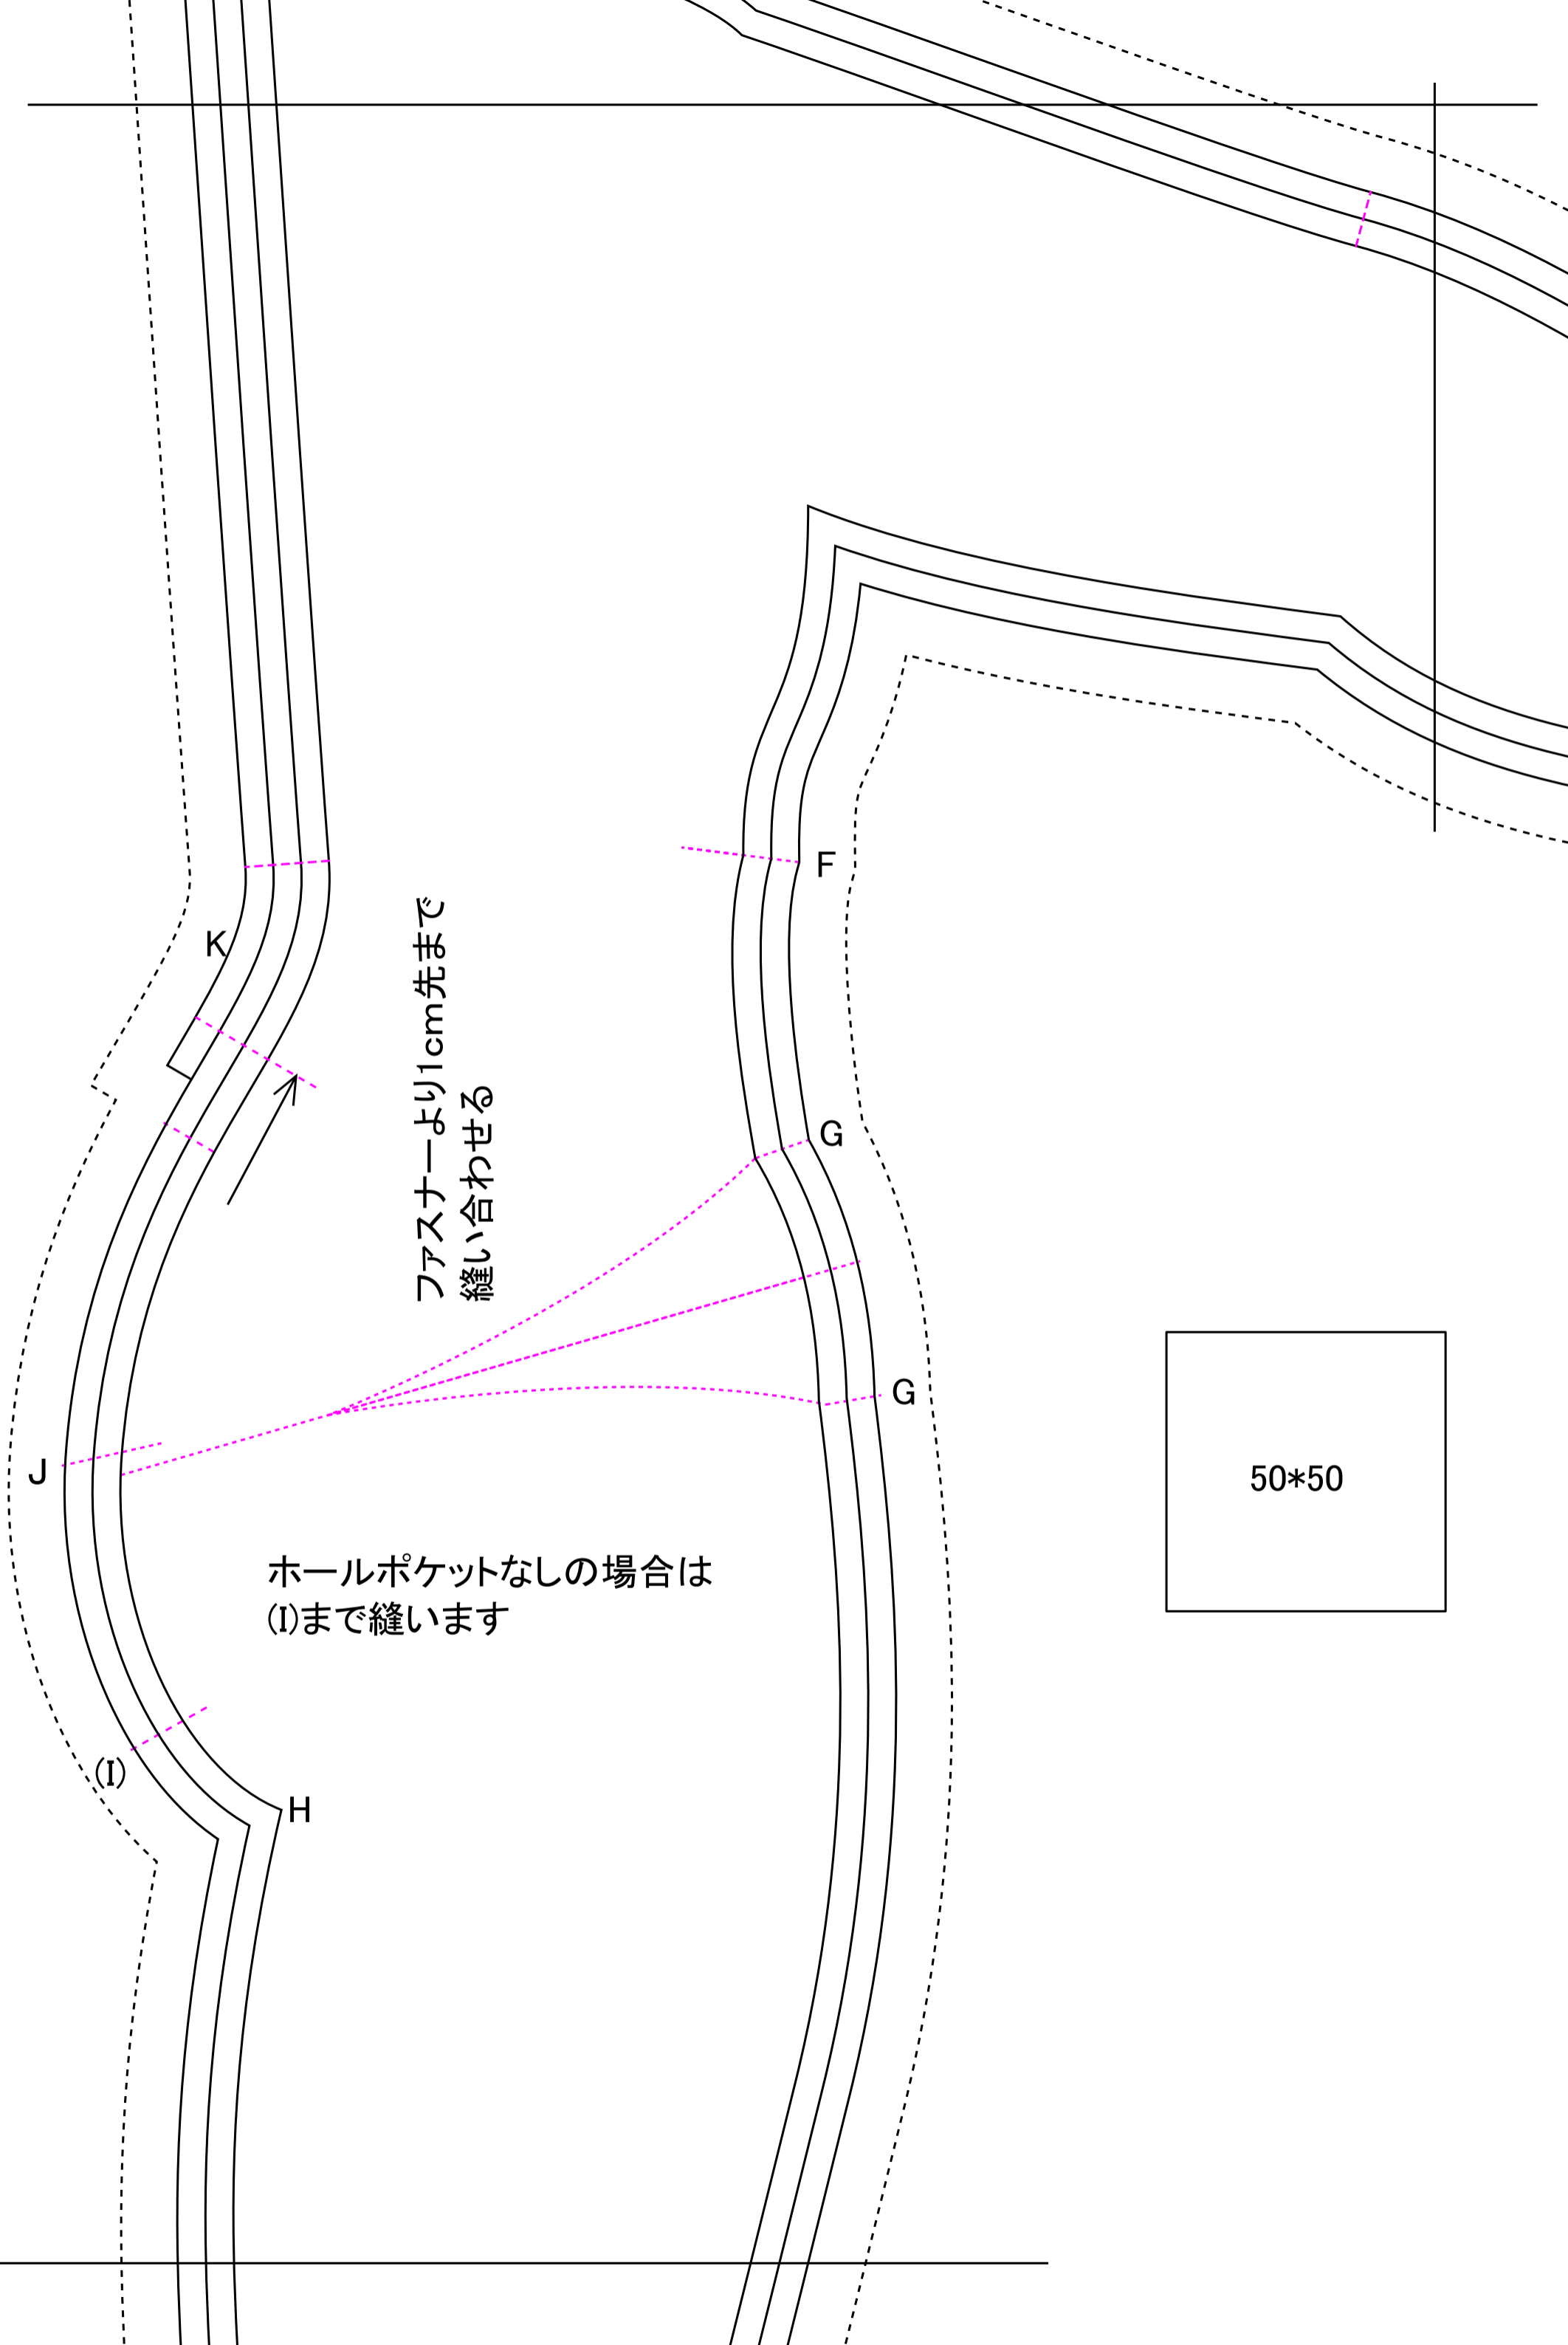 F
K
ファスナーより1cm先まで
縫い合わせる
G
G
J
50*50
ホールポケットなしの場合は
(I)まで縫います
(I)
H